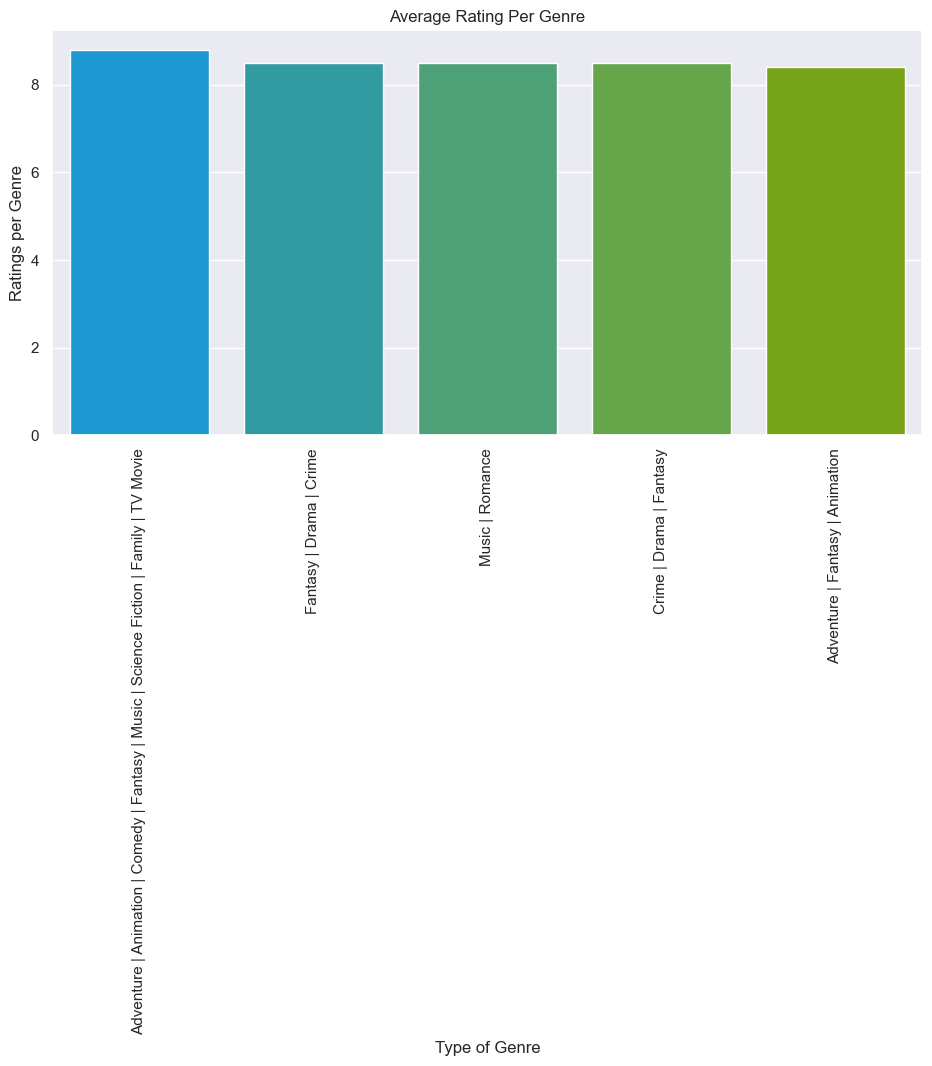 Average Rating Per Genre
Ratings per Genre
8
6
4
2
0
Adventure | Animation | Comedy | Fantasy | Music | Science Fiction | Family | TV Movie
Fantasy | Drama | Crime
Music | Romance
Crime | Drama | Fantasy
Adventure | Fantasy | Animation
Type of Genre